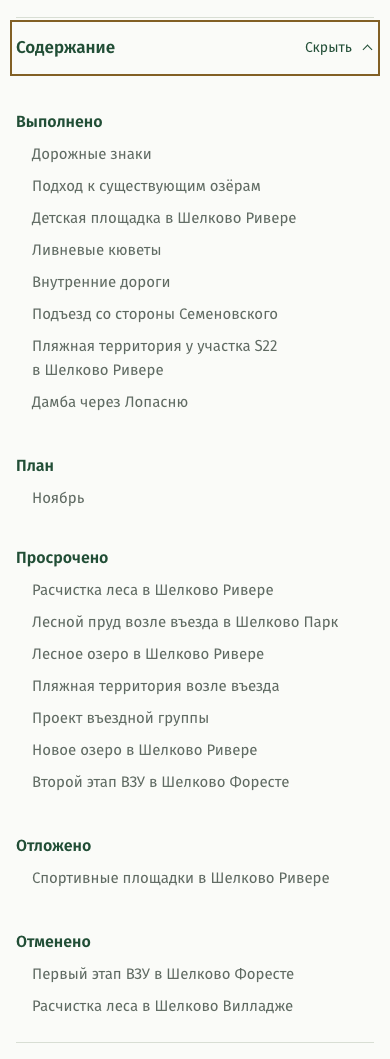 Содержание
Скрыть
Выполнено
Дорожные знаки
Подход к существующим озёрам
Детская площадка в Шелково Ривере
Ливневые кюветы
Внутренние дороги
Подъезд со стороны Семеновского
Пляжная территория у участка S22
в Шелково Ривере
Дамба через Лопасню
План
Ноябрь
Просрочено
Расчистка леса в Шелково Ривере
Лесной пруд возле въезда в Шелково Парк
Лесное озеро в Шелково Ривере
Пляжная территория возле въезда
Проект въездной группы
Новое озеро в Шелково Ривере
Второй этап ВЗУ в Шелково Форесте
Отложено
Спортивные площадки в Шелково Ривере
Отменено
Первый этап ВЗУ в Шелково Форесте
Расчистка леса в Шелково Вилладже